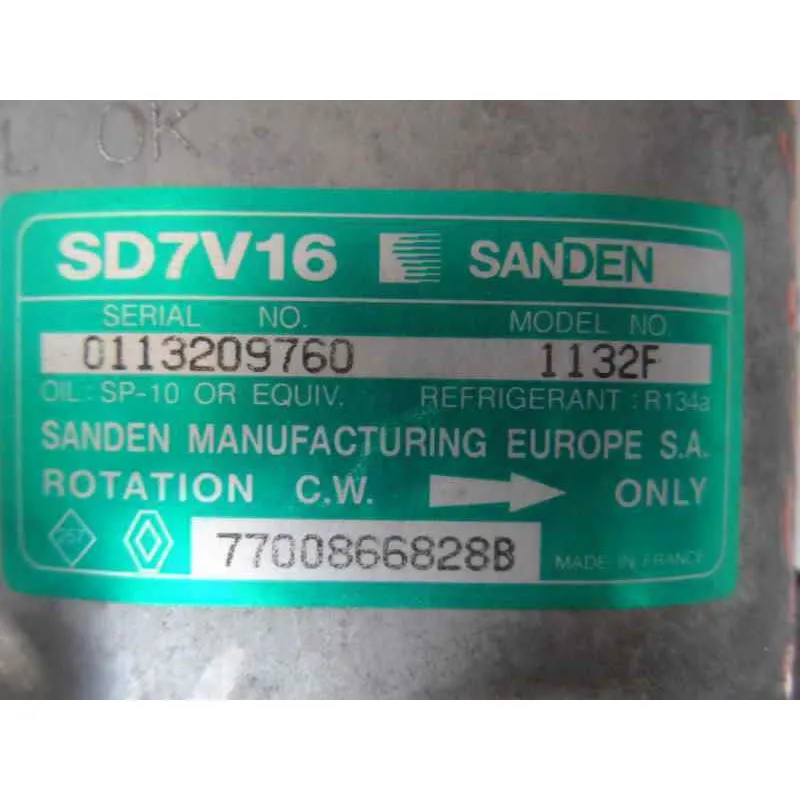 L OK
SD7V16 SANDEN
SERIAL NO. MODEL NO.
0113209760 1132F
OIL: SP-10 OR EQUIV. REFRIGERANT : R134a
SANDEN MANUFACTURING EUROPE S.A.
ROTATION C.W. ONLY
7700866828B MADE IN FRANCE